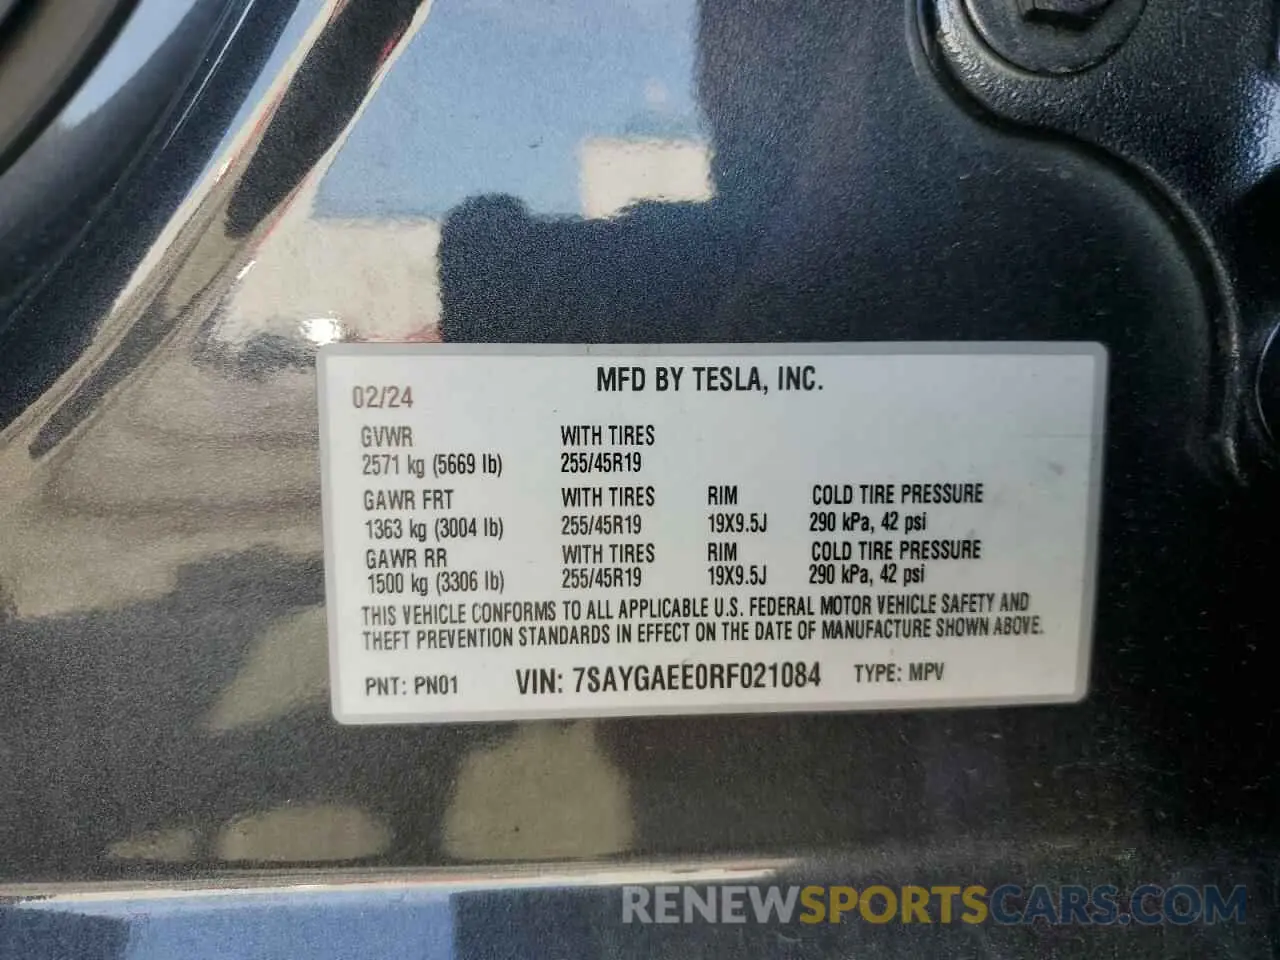 MFD BY TESLA, INC.
02/24
GVWR WITH TIRES
2571 kg (5669 lb) 255/45R19
GAWR FRT WITH TIRES RIM COLD TIRE PRESSURE
1363 kg (3004 lb) 255/45R19 19X9.5J 290 kPa, 42 psi
GAWR RR WITH TIRES RIM COLD TIRE PRESSURE
1500 kg (3306 lb) 255/45R19 19X9.5J 290 kPa, 42 psi
THIS VEHICLE CONFORMS TO ALL APPLICABLE U.S. FEDERAL MOTOR VEHICLE SAFETY AND
THEFT PREVENTION STANDARDS IN EFFECT ON THE DATE OF MANUFACTURE SHOWN ABOVE.
PNT: PN01 VIN: 7SAYGAEE0RF021084 TYPE: MPV
RENEWSPORTSCARS.COM